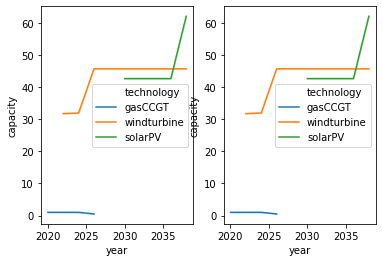 60
50
40
30
20
10
0
capacity
technology
gasCCGT
windturbine
solarPV
2020 2025 2030 2035
year
60
50
40
30
20
10
0
capacity
technology
gasCCGT
windturbine
solarPV
2020 2025 2030 2035
year